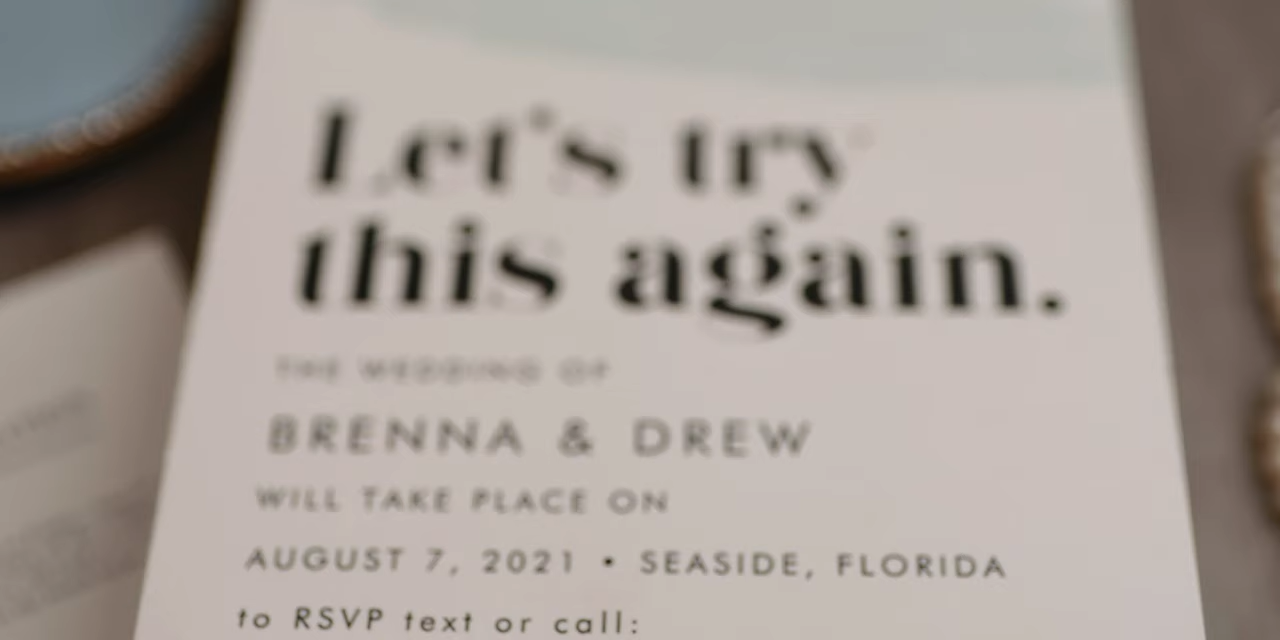 Let's try
this again.
THE WEDDING OF
BRENNA & DREW
WILL TAKE PLACE ON
AUGUST 7, 2021 • SEASIDE, FLORIDA
to RSVP text or call: